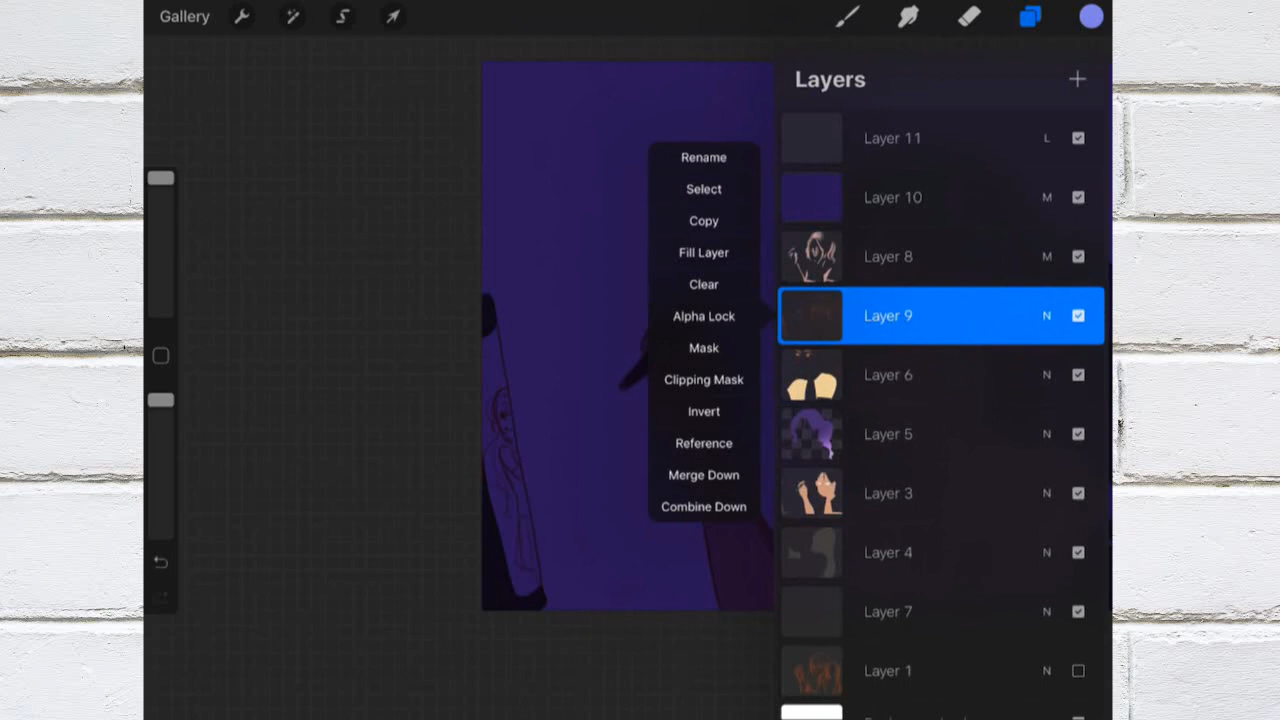 Gallery
Layers
Layer 11 L
Layer 10 M
Layer 8 M
Layer 9 N
Layer 6 N
Layer 5 N
Layer 3 N
Layer 4 N
Layer 7 N
Layer 1 N
Rename
Select
Copy
Fill Layer
Clear
Alpha Lock
Mask
Clipping Mask
Invert
Reference
Merge Down
Combine Down